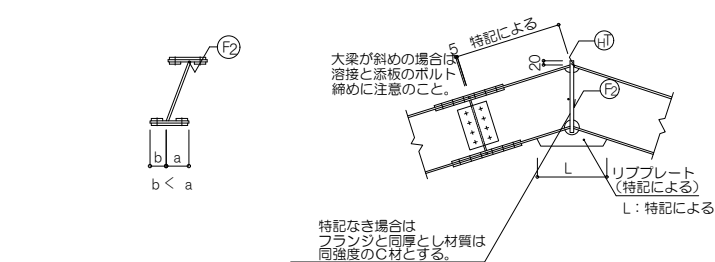 F2
b
a
b < a
大梁が斜めの場合は
溶接と添板のボルト
締めに注意のこと。
5
特記による
20
HT
F2
L
リブプレート
(特記による)
L：特記による
特記なき場合は
フランジと同厚とし材質は
同強度のC材とする。